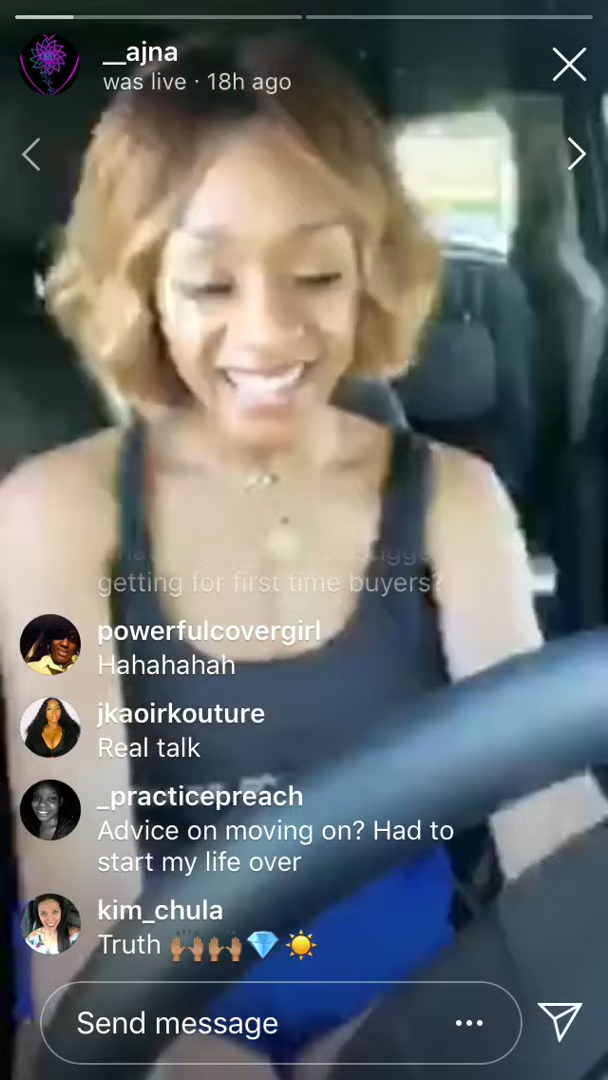 __ajna
was live · 18h ago
getting for first time buyers?
powerfulcovergirl
Hahahahah
jkaoirkouture
Real talk
_practicepreach
Advice on moving on? Had to
start my life over
kim_chula
Truth 🙌🏽🙌🏽💎☀️
Send message